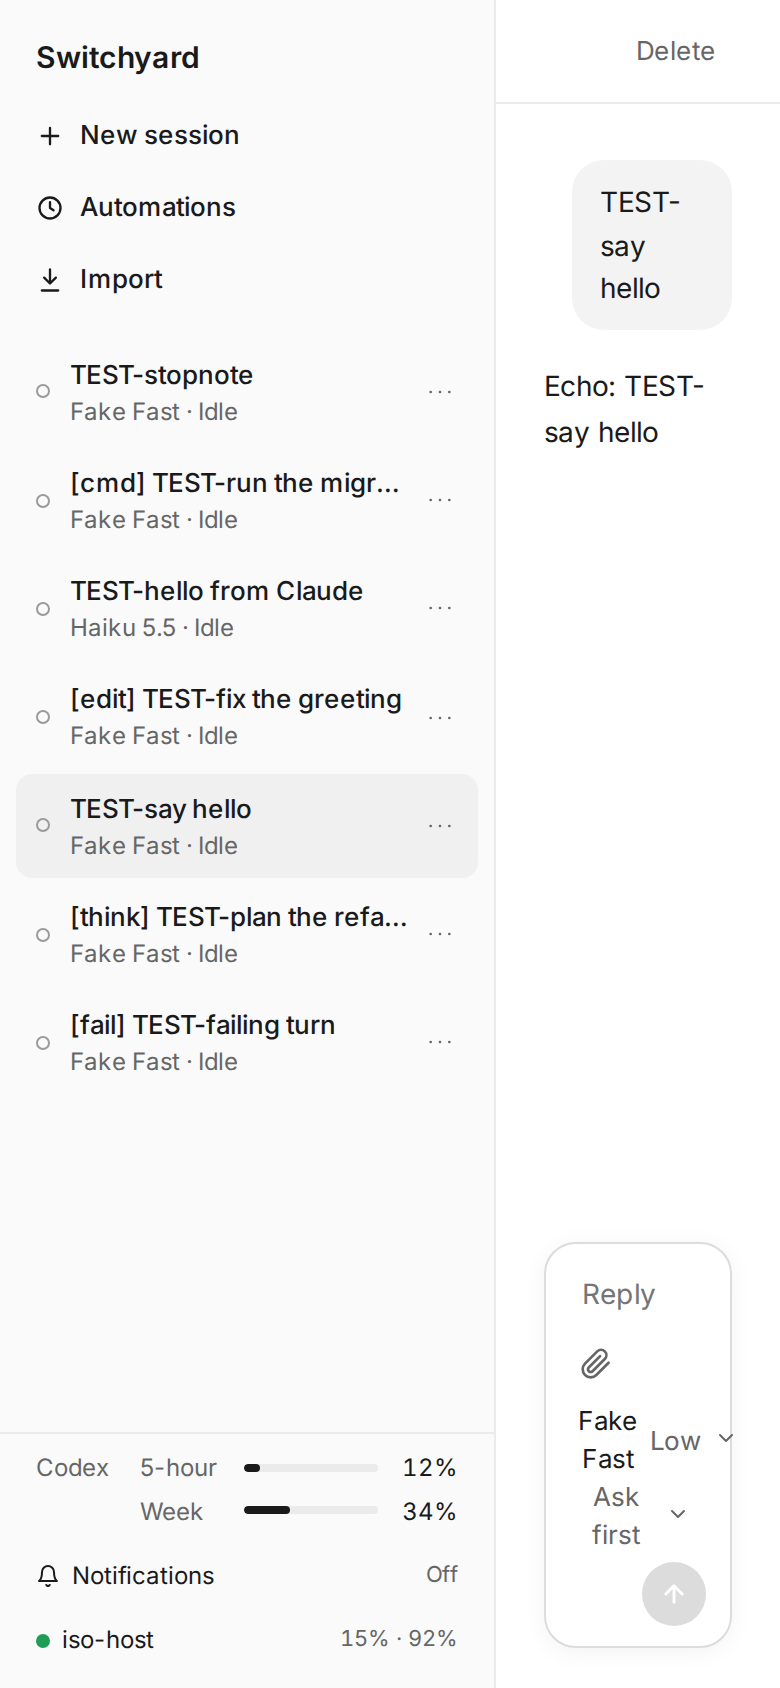 Switchyard
New session
Automations
Import
TEST-stopnote
Fake Fast · Idle
[cmd] TEST-run the migr...
Fake Fast · Idle
TEST-hello from Claude
Haiku 5.5 · Idle
[edit] TEST-fix the greeting
Fake Fast · Idle
TEST-say hello
Fake Fast · Idle
[think] TEST-plan the refa...
Fake Fast · Idle
[fail] TEST-failing turn
Fake Fast · Idle
Codex 5-hour 12%
Week 34%
Notifications Off
iso-host 15% · 92%
Delete
TEST-
say
hello
Echo: TEST-
say hello
Reply
Fake
Fast
Low
Ask
first